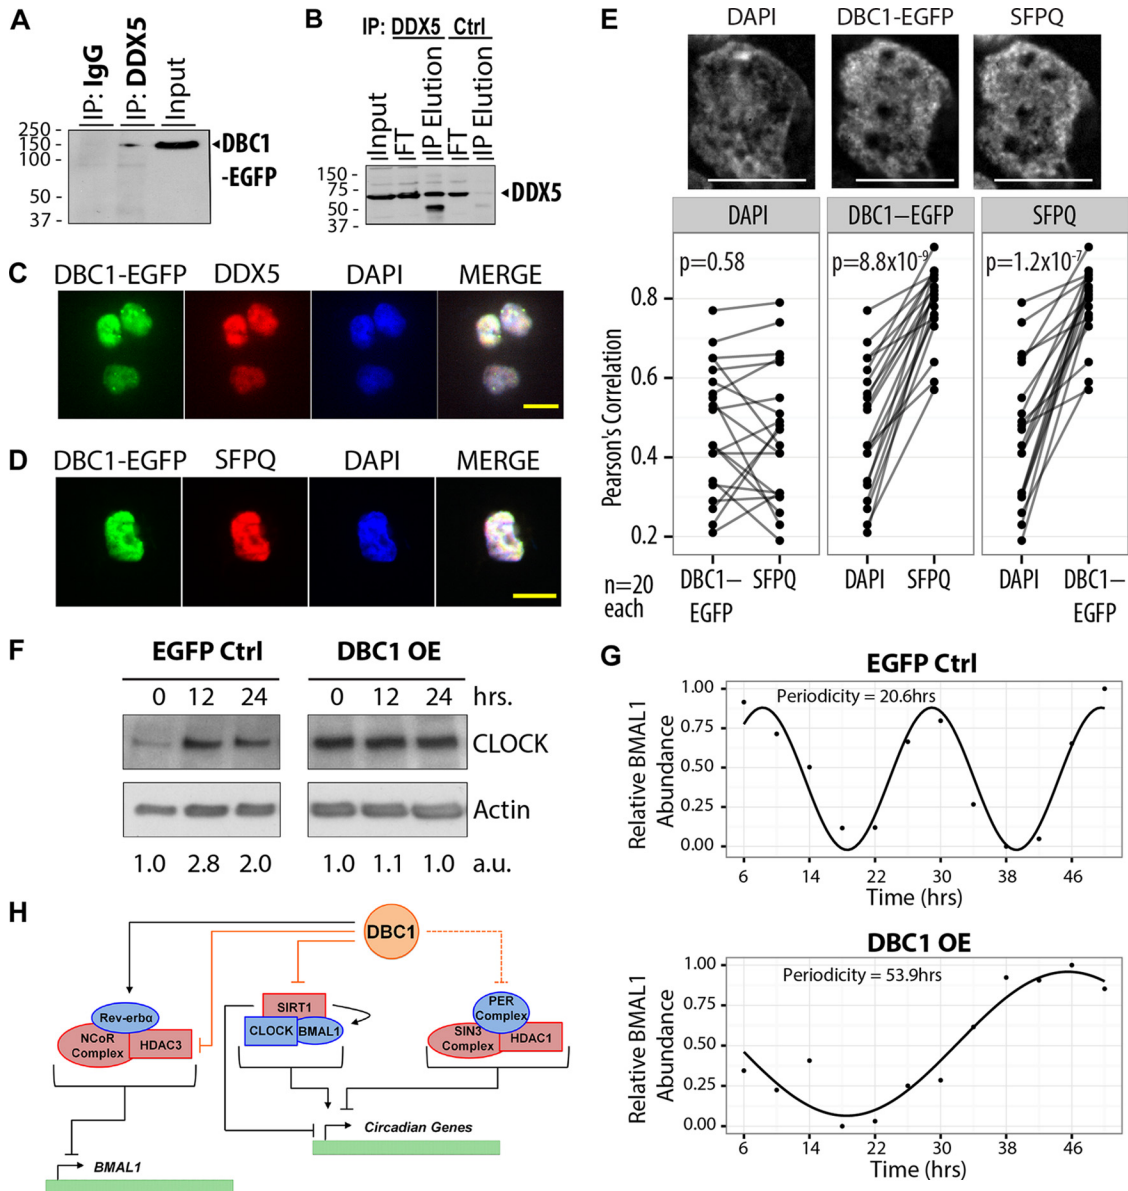 A
IP: IgG
IP: DDX5
Input
250 -
150 -
100 -
50 -
37 -
DBC1
-EGFP
B
IP: DDX5 Ctrl
Input
FT
IP Elution
FT
IP Elution
150 -
75 -
50 -
37 -
DDX5
C
DBC1-EGFP DDX5 DAPI MERGE
D
DBC1-EGFP SFPQ DAPI MERGE
E
DAPI DBC1-EGFP SFPQ
DAPI DBC1–EGFP SFPQ
p=0.58 p=8.8x10⁻⁹ p=1.2x10⁻⁷
Pearson's Correlation
0.8
0.6
0.4
0.2
n=20
each
DBC1–
EGFP
SFPQ
DAPI
SFPQ
DAPI
DBC1–
EGFP
F
EGFP Ctrl DBC1 OE
0 12 24 0 12 24 hrs.
CLOCK
Actin
1.0 2.8 2.0 1.0 1.1 1.0 a.u.
G
EGFP Ctrl
Periodicity = 20.6hrs
Relative BMAL1
Abundance
1.00
0.75
0.50
0.25
0.00
6 14 22 30 38 46
Time (hrs)
DBC1 OE
Periodicity = 53.9hrs
Relative BMAL1
Abundance
1.00
0.75
0.50
0.25
0.00
6 14 22 30 38 46
Time (hrs)
H
DBC1
Rev-erbα
NCoR
Complex
HDAC3
SIRT1
CLOCK BMAL1
PER
Complex
SIN3
Complex
HDAC1
Circadian Genes
BMAL1